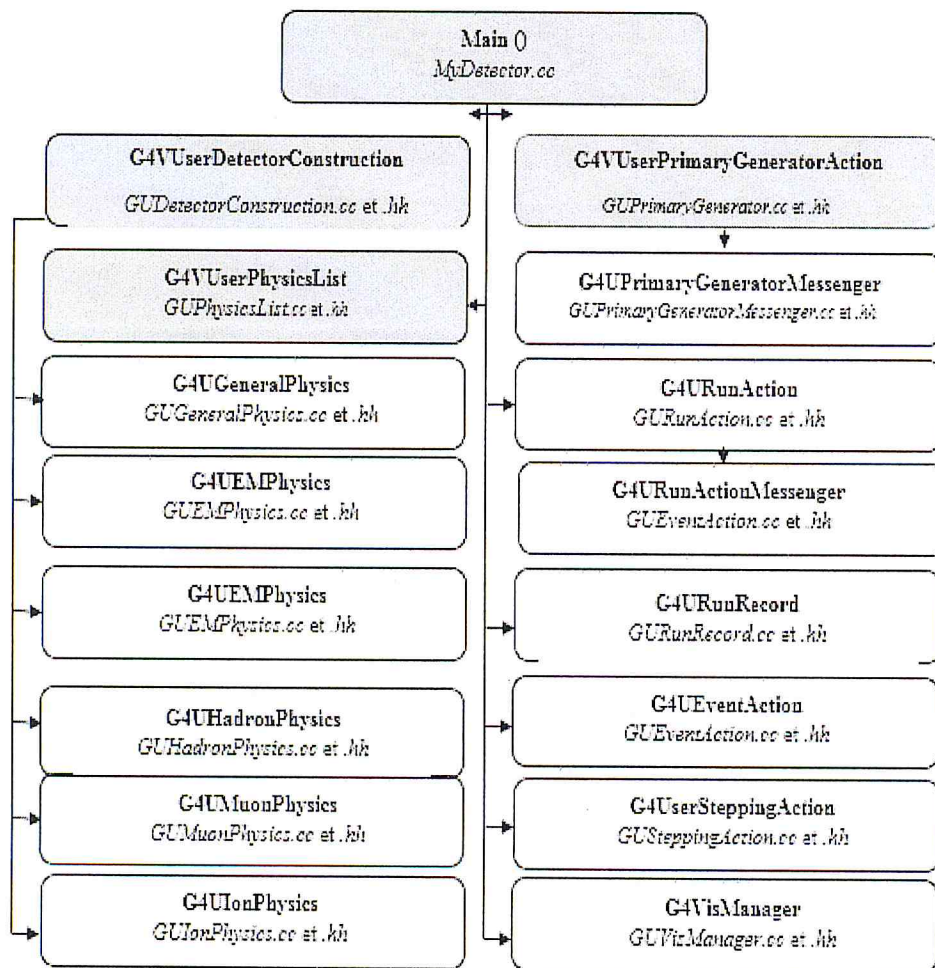 Main ()
MyDetector.cc
G4VUserDetectorConstruction
GUDetectorConstruction.cc et .hh
G4VUserPhysicsList
GUPhysicsList.cc et .hh
G4UGeneralPhysics
GUGeneralPhysics.cc et .hh
G4UEMPhysics
GUEMPhysics.cc et .hh
G4UEMPhysics
GUEMPhysics.cc et .hh
G4UHadronPhysics
GUHadronPhysics.cc et .hh
G4UMuonPhysics
GUMuonPhysics.cc et .hh
G4UIonPhysics
GUIonPhysics.cc et .hh
G4VUserPrimaryGeneratorAction
GUPrimaryGenerator.cc et .hh
G4UPrimaryGeneratorMessenger
GUPrimaryGeneratorMessenger.cc et .hh
G4URunAction
GURunAction.cc et .hh
G4URunActionMessenger
GUEventAction.cc et .hh
G4URunRecord
GURunRecord.cc et .hh
G4UEventAction
GUEventAction.cc et .hh
G4UserSteppingAction
GUSteppingAction.cc et .hh
G4VisManager
GUVizManager.cc et .hh